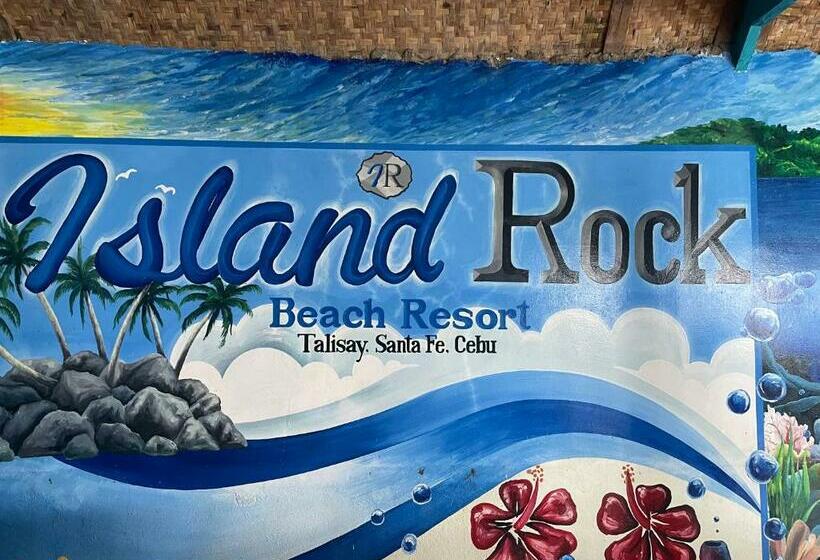 IR
Island Rock
Beach Resort
Talisay. Santa Fe. Cebu